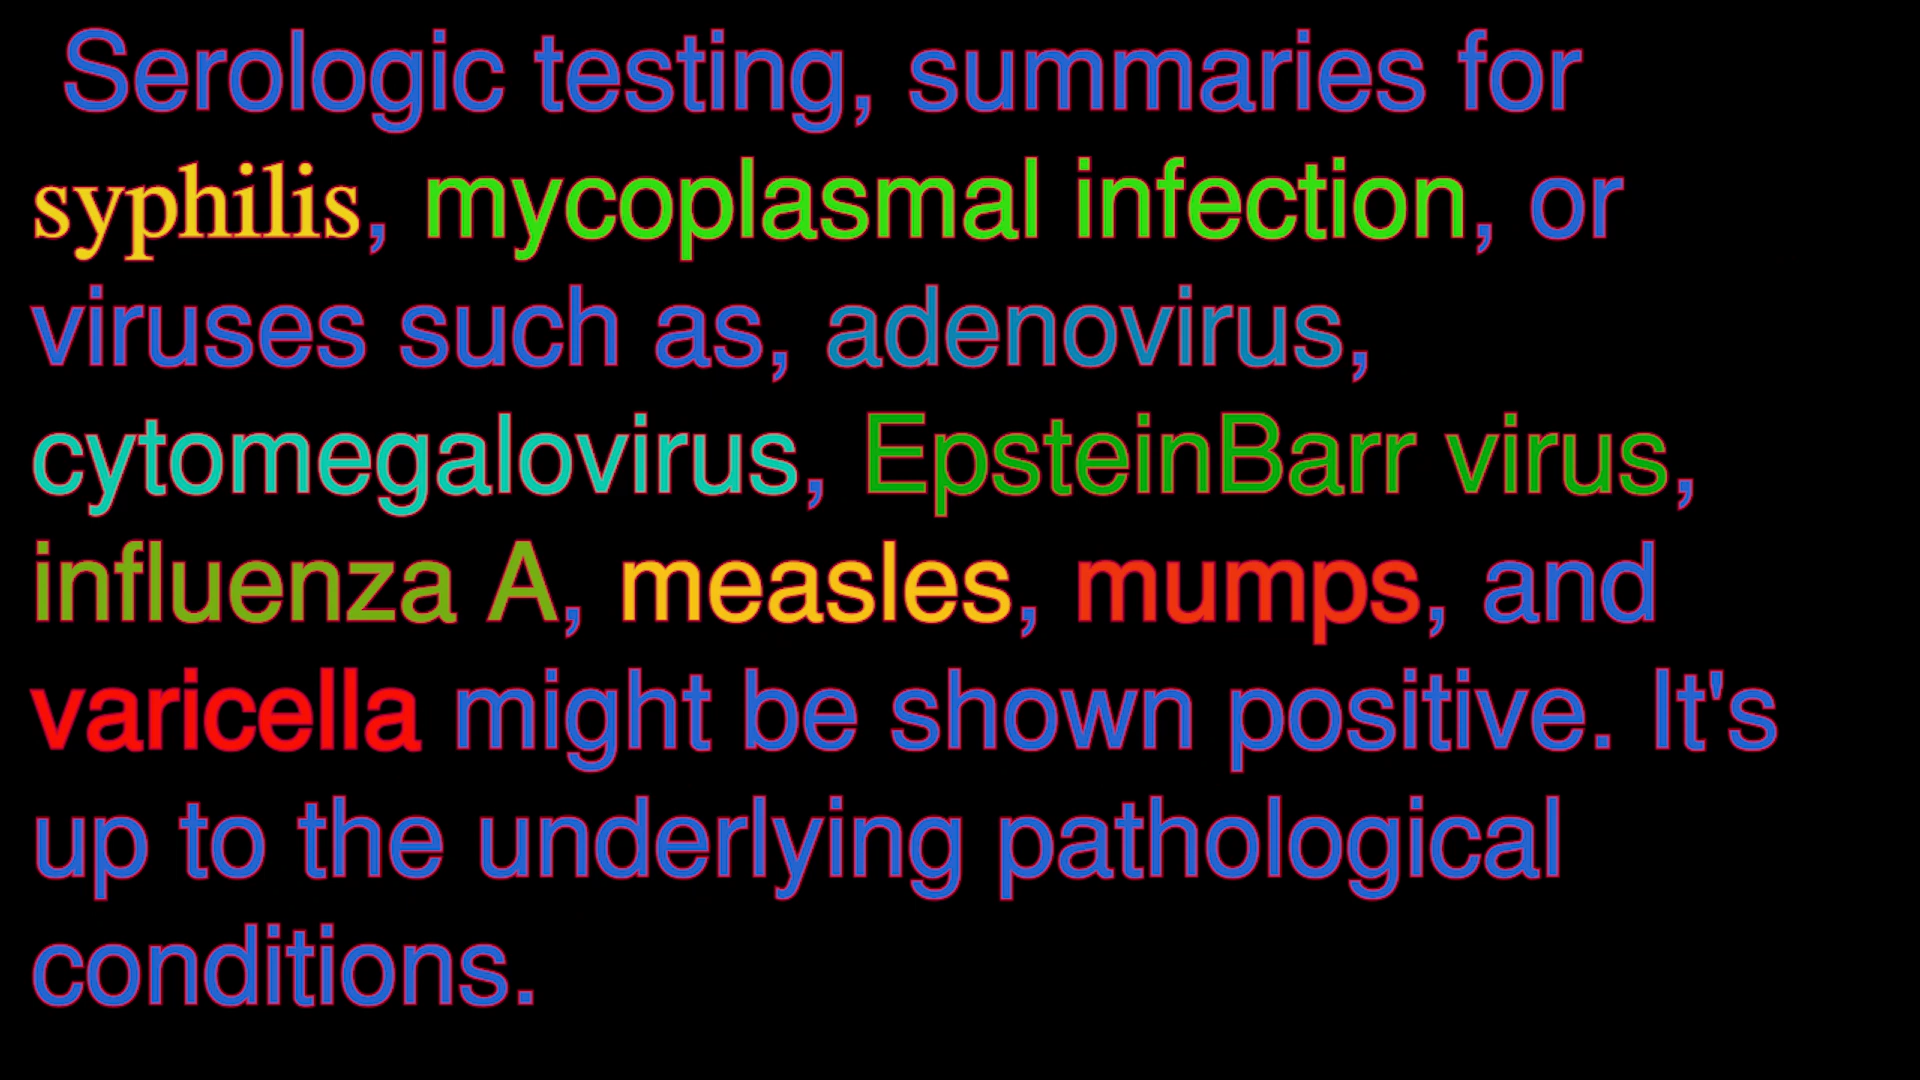 Serologic testing, summaries for
syphilis, mycoplasmal infection, or
viruses such as, adenovirus,
cytomegalovirus, EpsteinBarr virus,
influenza A, measles, mumps, and
varicella might be shown positive. It's
up to the underlying pathological
conditions.